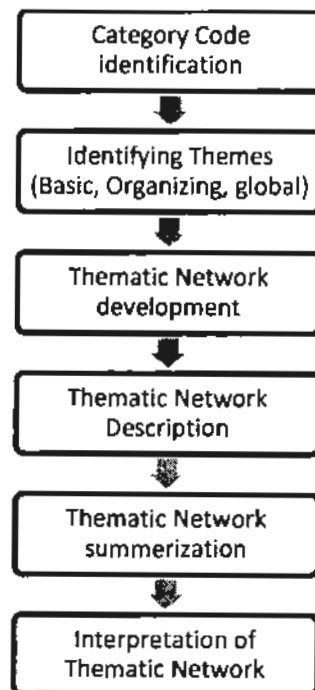 Category Code
identification
Identifying Themes
(Basic, Organizing, global)
Thematic Network
development
Thematic Network
Description
Thematic Network
summerization
Interpretation of
Thematic Network